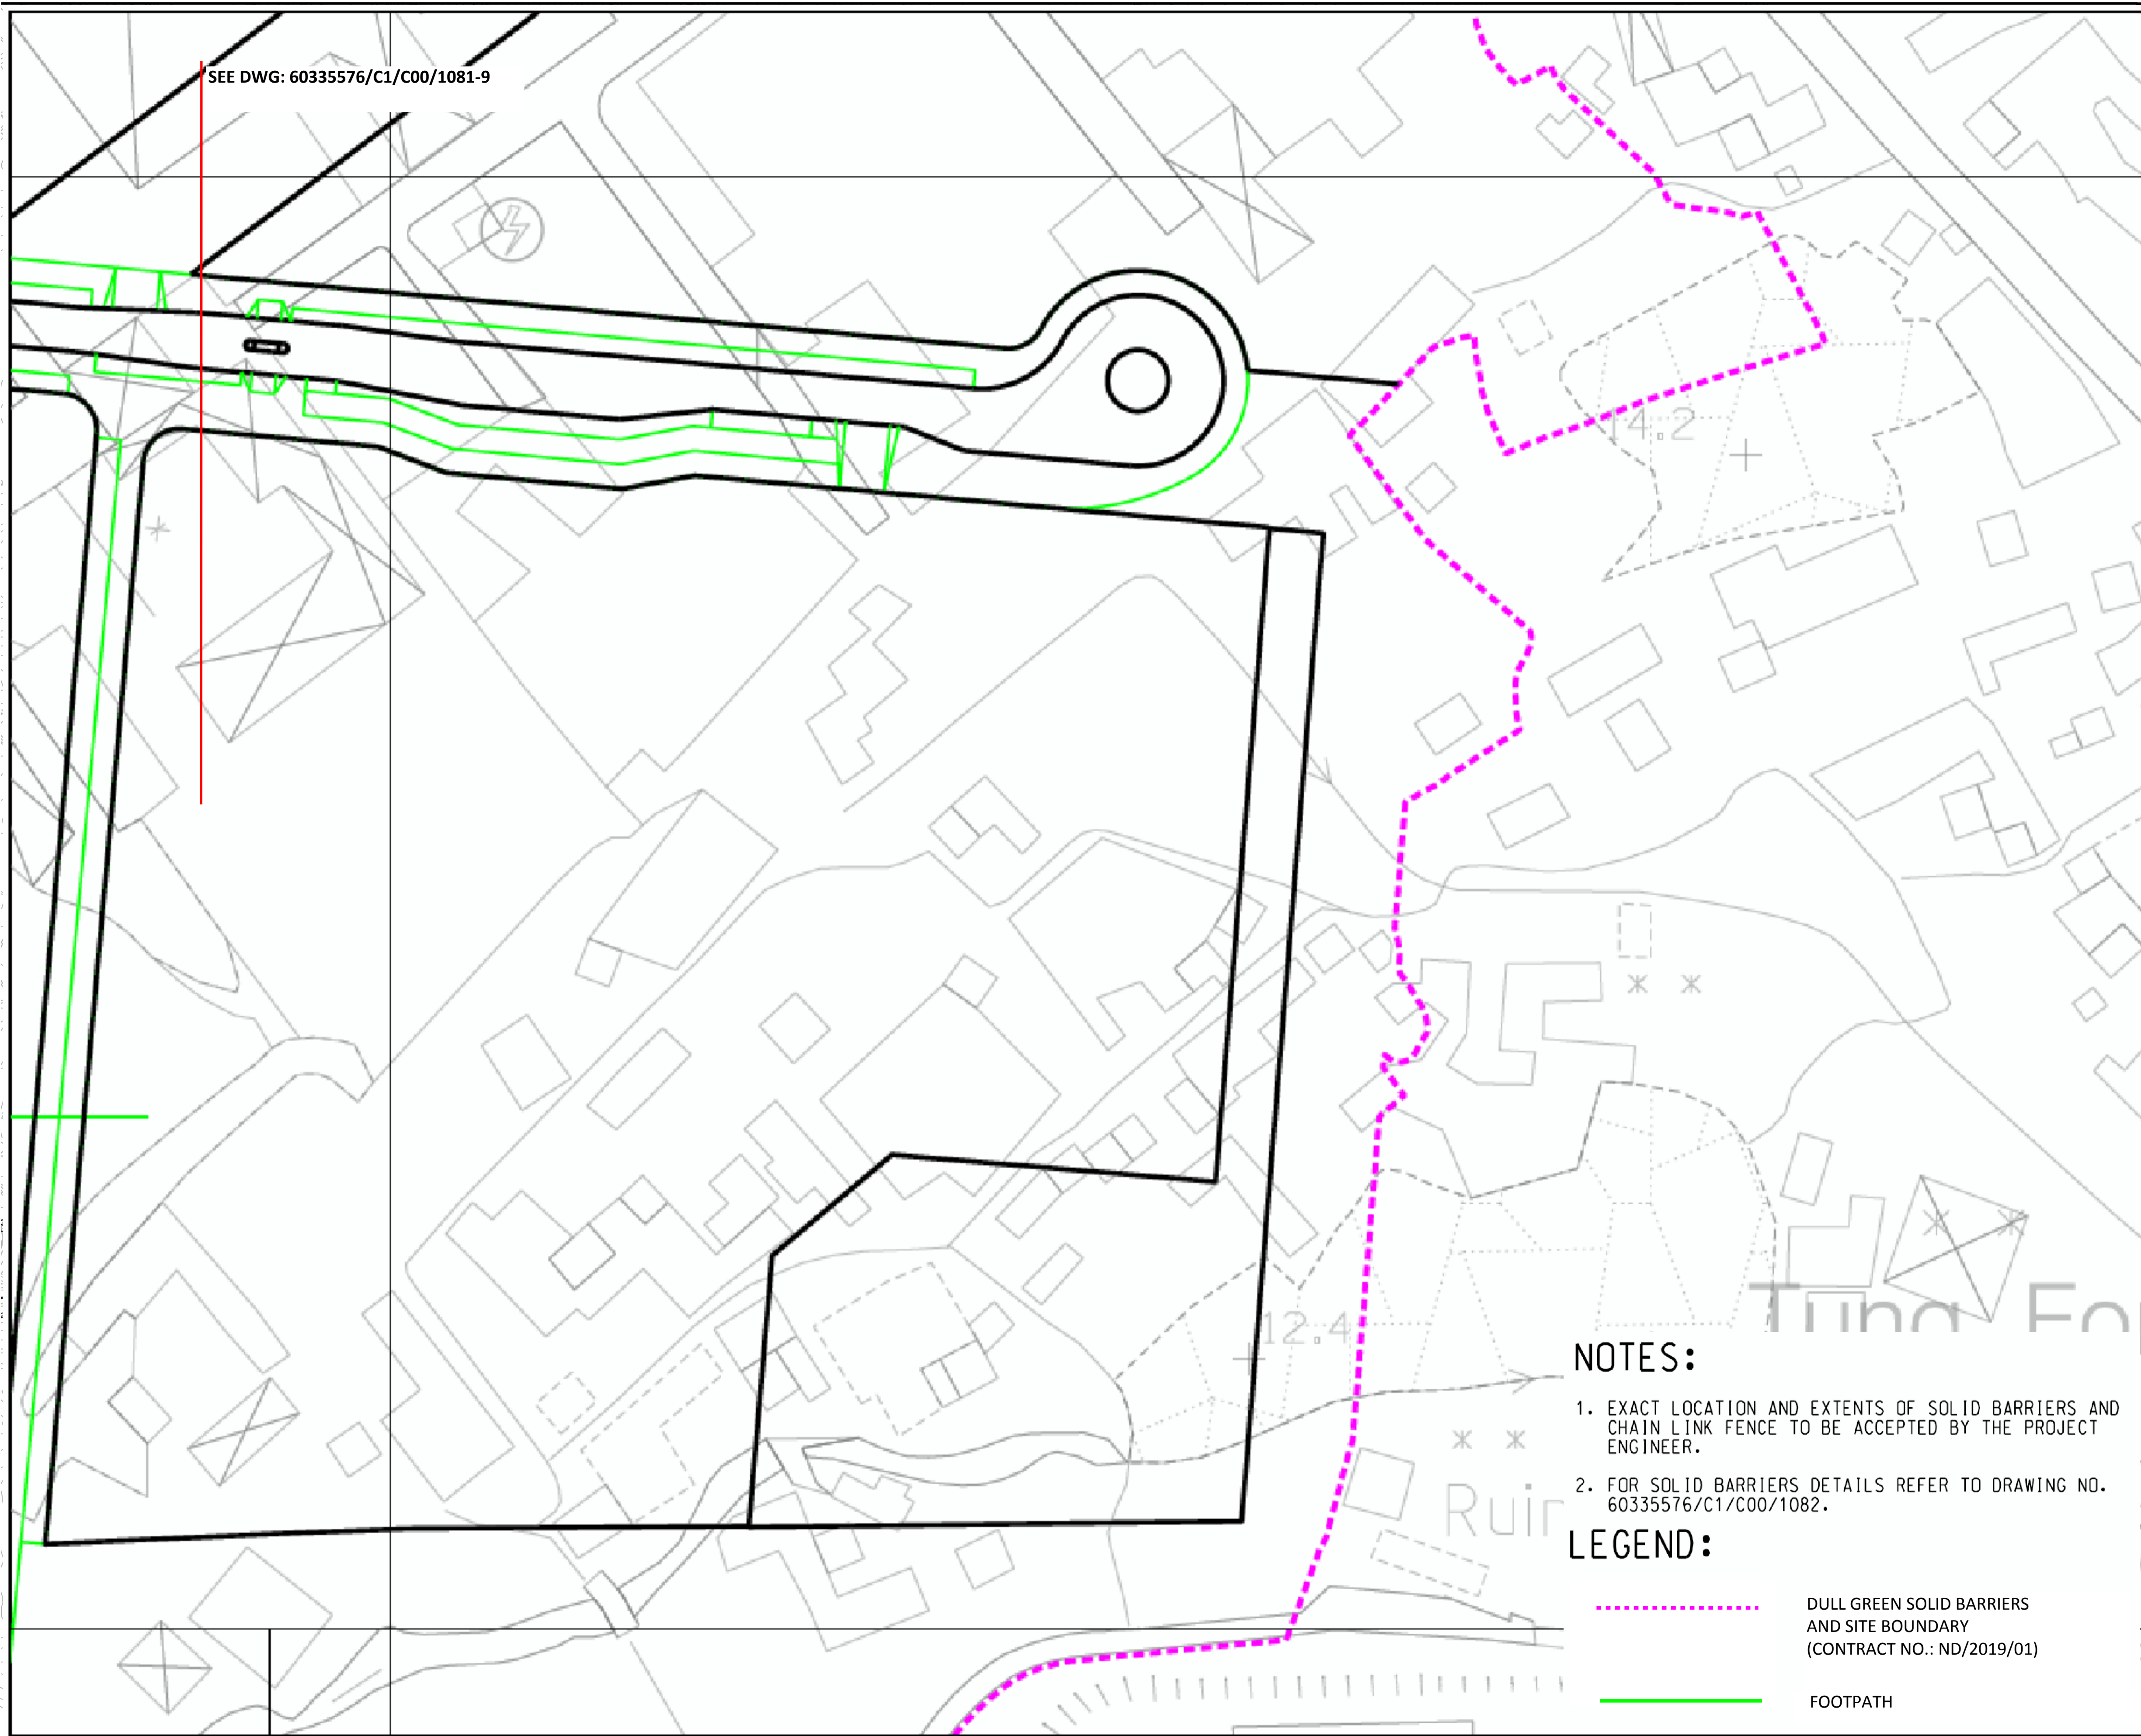 SEE DWG: 60335576/C1/C00/1081-9
14.2
12.4
Tung
NOTES:
1. EXACT LOCATION AND EXTENTS OF SOLID BARRIERS AND
CHAIN LINK FENCE TO BE ACCEPTED BY THE PROJECT
ENGINEER.
2. FOR SOLID BARRIERS DETAILS REFER TO DRAWING NO.
60335576/C1/C00/1082.
LEGEND:
DULL GREEN SOLID BARRIERS
AND SITE BOUNDARY
(CONTRACT NO.: ND/2019/01)
FOOTPATH